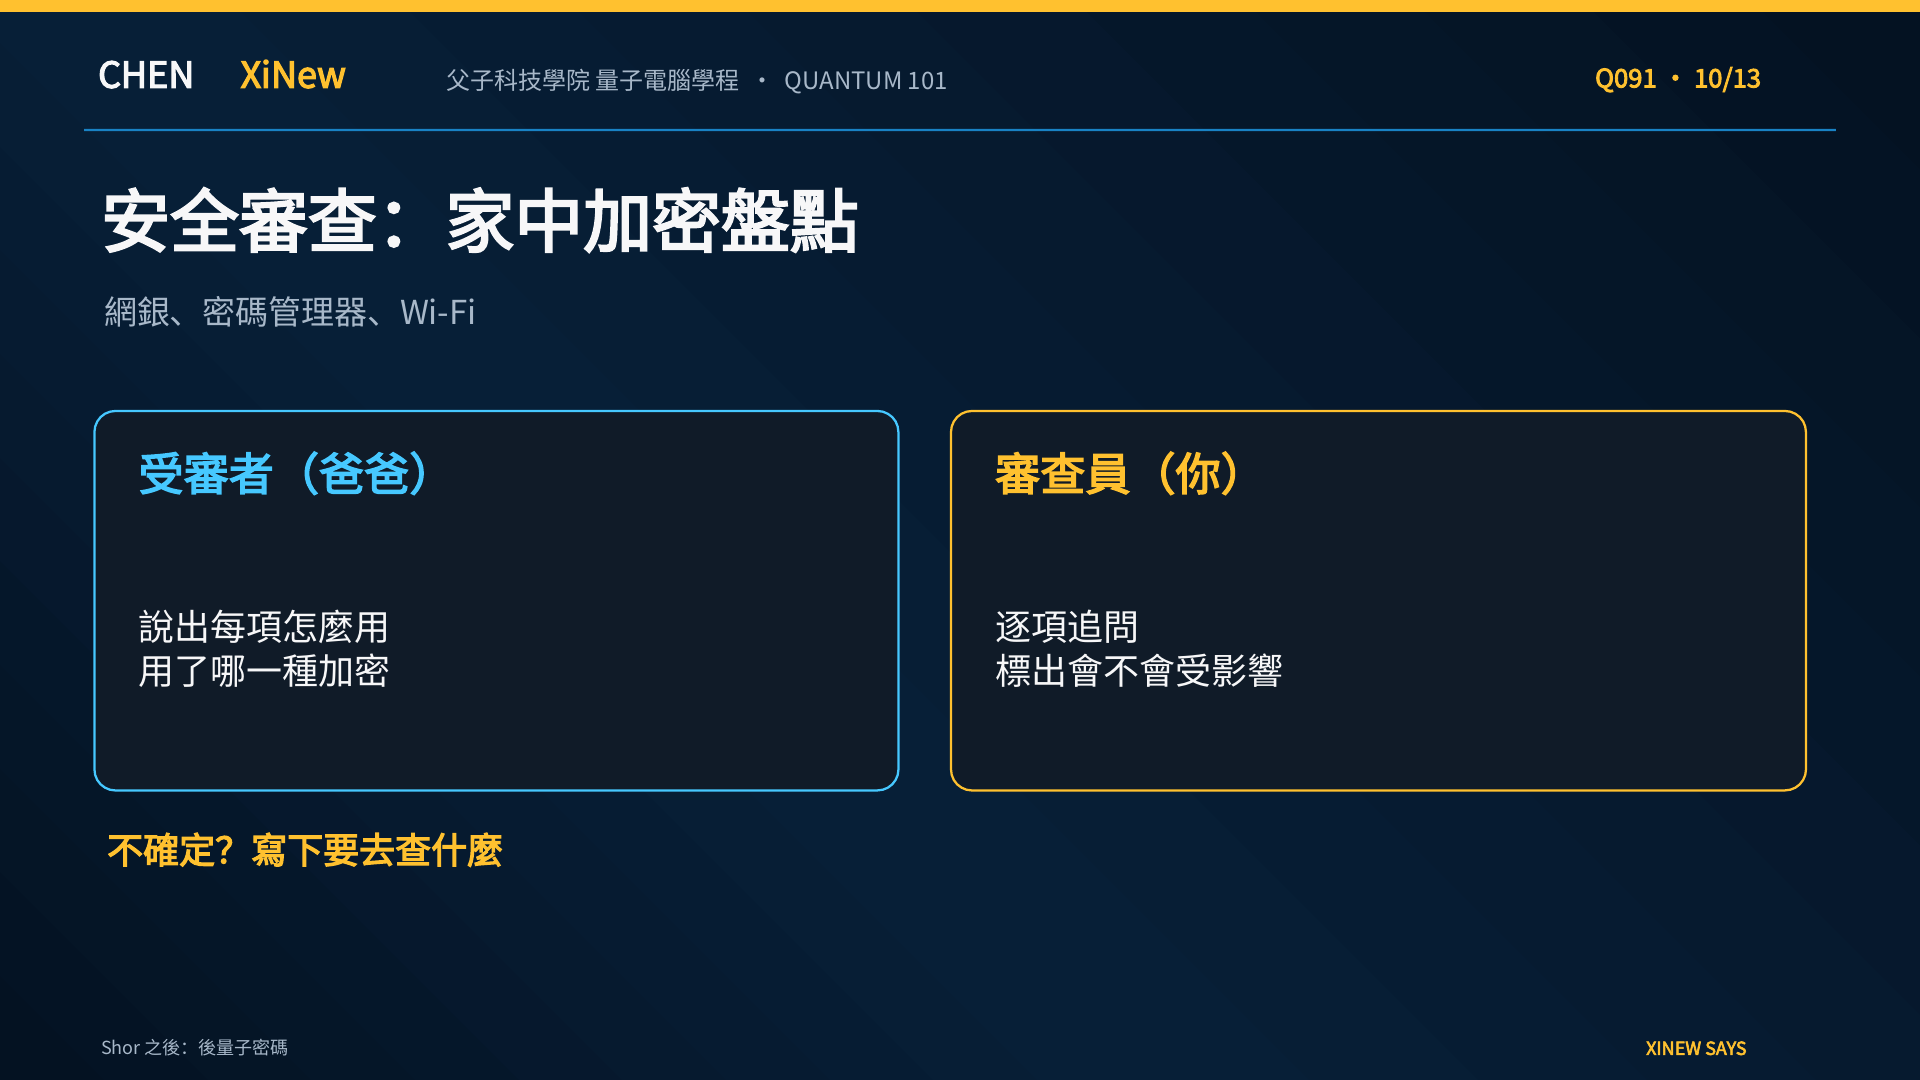 CHEN XiNew 父子科技學院 量子電腦學程 · QUANTUM 101 Q091 · 10/13
安全審查：家中加密盤點
網銀、密碼管理器、Wi-Fi
受審者（爸爸）
說出每項怎麼用
用了哪一種加密
審查員（你）
逐項追問
標出會不會受影響
不確定？寫下要去查什麼
Shor 之後：後量子密碼
XINEW SAYS